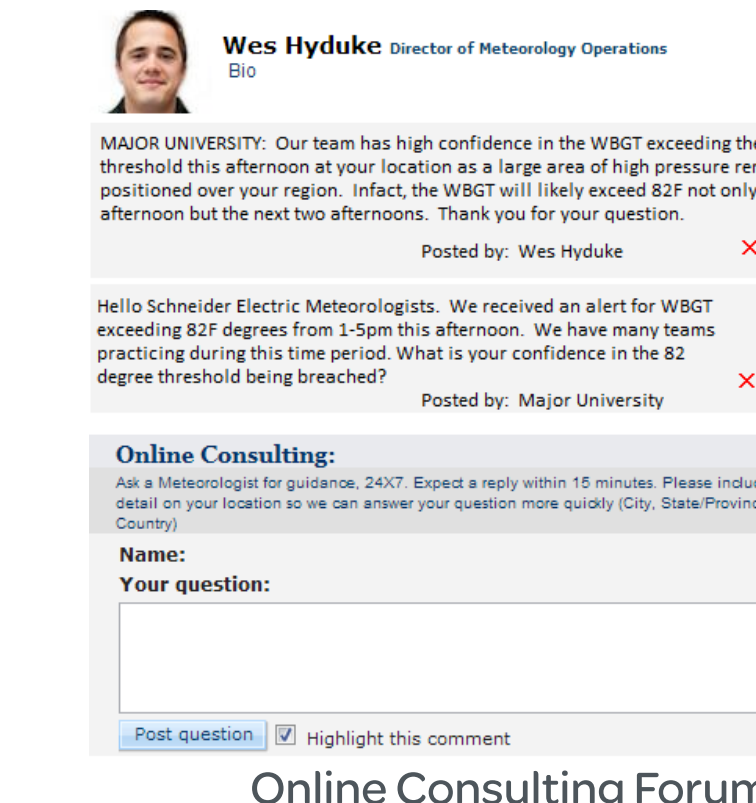 Wes Hyduke Director of Meteorology Operations
Bio
MAJOR UNIVERSITY: Our team has high confidence in the WBGT exceeding the
threshold this afternoon at your location as a large area of high pressure
positioned over your region. Infact, the WBGT will likely exceed 82F not only
afternoon but the next two afternoons. Thank you for your question.
Posted by: Wes Hyduke
Hello Schneider Electric Meteorologists. We received an alert for WBGT
exceeding 82F degrees from 1-5pm this afternoon. We have many teams
practicing during this time period. What is your confidence in the 82
degree threshold being breached?
Posted by: Major University
Online Consulting:
Ask a Meteorologist for guidance, 24X7. Expect a reply within 15 minutes. Please
detail on your location so we can answer your question more quickly (City,
Country)
Name:
Your question:
Post question Highlight this comment
Online Consulting Forum